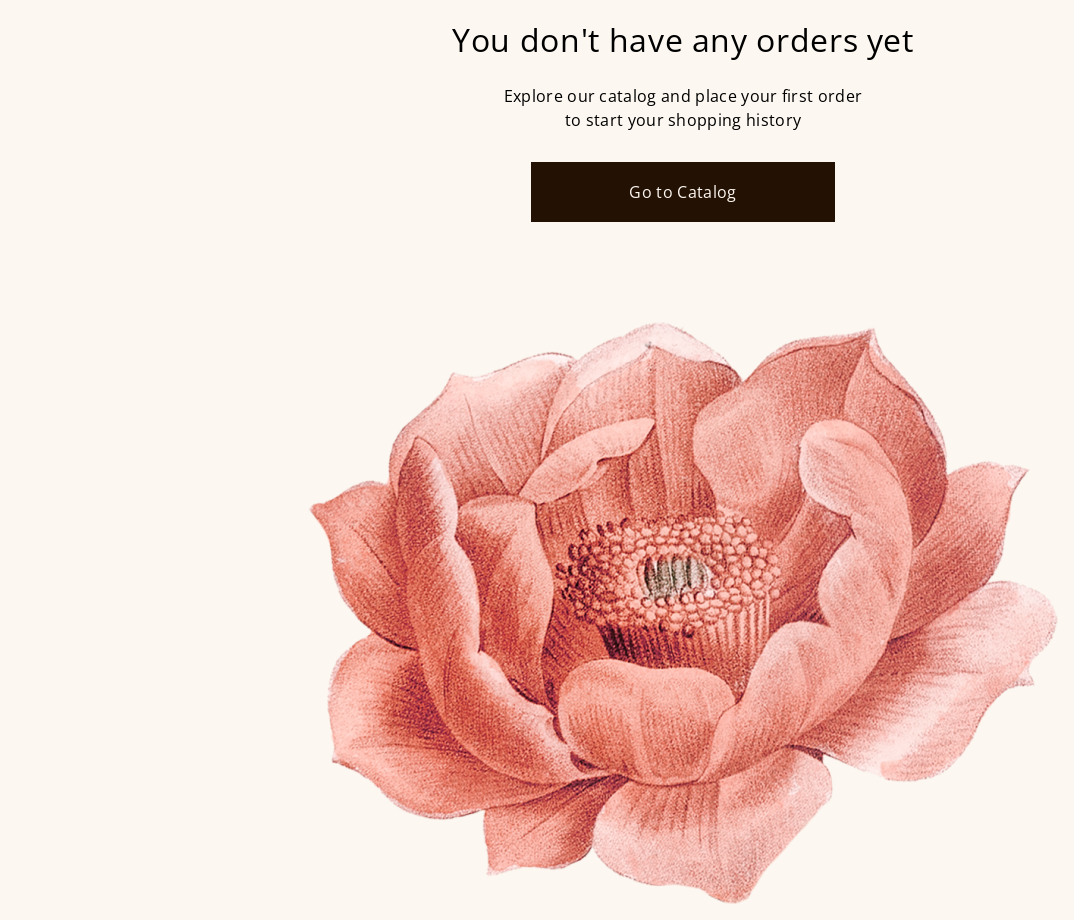 You don't have any orders yet
Explore our catalog and place your first order
to start your shopping history
Go to Catalog